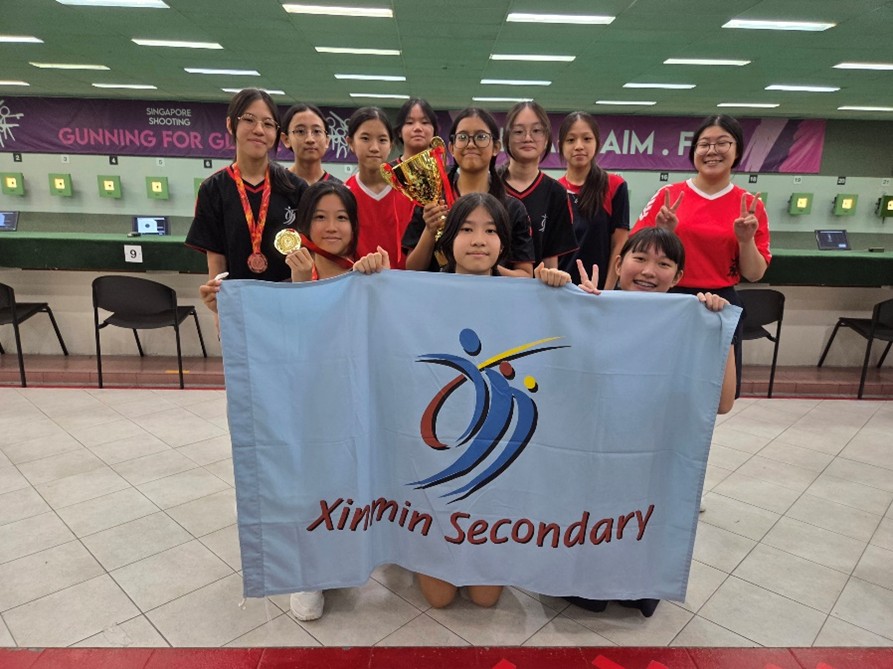 SINGAPORE
SHOOTING
GUNNING FOR
AIM . F
9
Xinmin Secondary